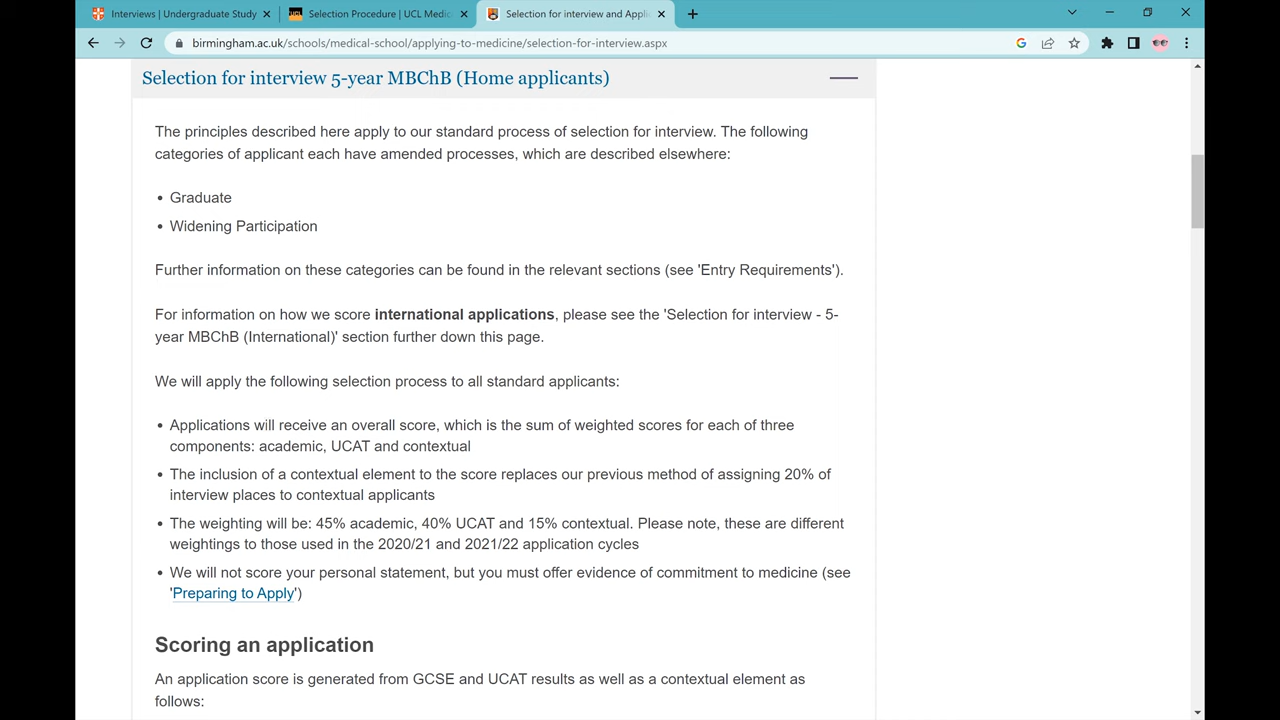 Interviews | Undergraduate Study
Selection Procedure | UCL Medic
Selection for interview and Appli
birmingham.ac.uk/schools/medical-school/applying-to-medicine/selection-for-interview.aspx
Selection for interview 5-year MBChB (Home applicants)
The principles described here apply to our standard process of selection for interview. The following
categories of applicant each have amended processes, which are described elsewhere:
• Graduate
• Widening Participation
Further information on these categories can be found in the relevant sections (see 'Entry Requirements').
For information on how we score international applications, please see the 'Selection for interview - 5-
year MBChB (International)' section further down this page.
We will apply the following selection process to all standard applicants:
• Applications will receive an overall score, which is the sum of weighted scores for each of three
components: academic, UCAT and contextual
• The inclusion of a contextual element to the score replaces our previous method of assigning 20% of
interview places to contextual applicants
• The weighting will be: 45% academic, 40% UCAT and 15% contextual. Please note, these are different
weightings to those used in the 2020/21 and 2021/22 application cycles
• We will not score your personal statement, but you must offer evidence of commitment to medicine (see
'Preparing to Apply')
Scoring an application
An application score is generated from GCSE and UCAT results as well as a contextual element as
follows: